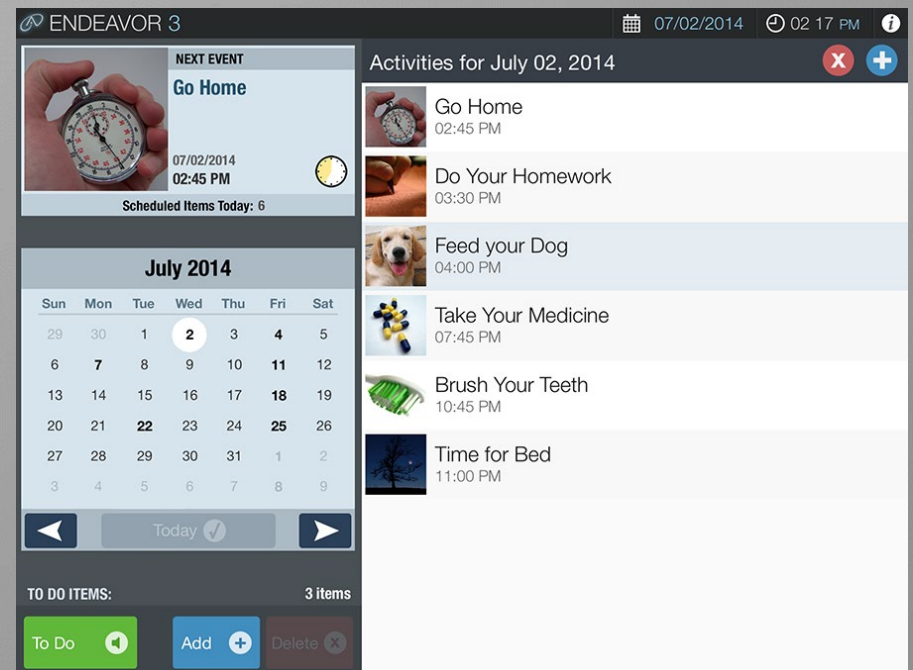 ENDEAVOR 3
07/02/2014
02 17 PM
i
NEXT EVENT
Go Home
07/02/2014
02:45 PM
Scheduled Items Today: 6
July 2014
Sun Mon Tue Wed Thu Fri Sat
29 30 1 2 3 4 5
6 7 8 9 10 11 12
13 14 15 16 17 18 19
20 21 22 23 24 25 26
27 28 29 30 31 1 2
3 4 5 6 7 8 9
Today
TO DO ITEMS: 3 items
To Do
Add
Delete
Activities for July 02, 2014
Go Home
02:45 PM
Do Your Homework
03:30 PM
Feed your Dog
04:00 PM
Take Your Medicine
07:45 PM
Brush Your Teeth
10:45 PM
Time for Bed
11:00 PM